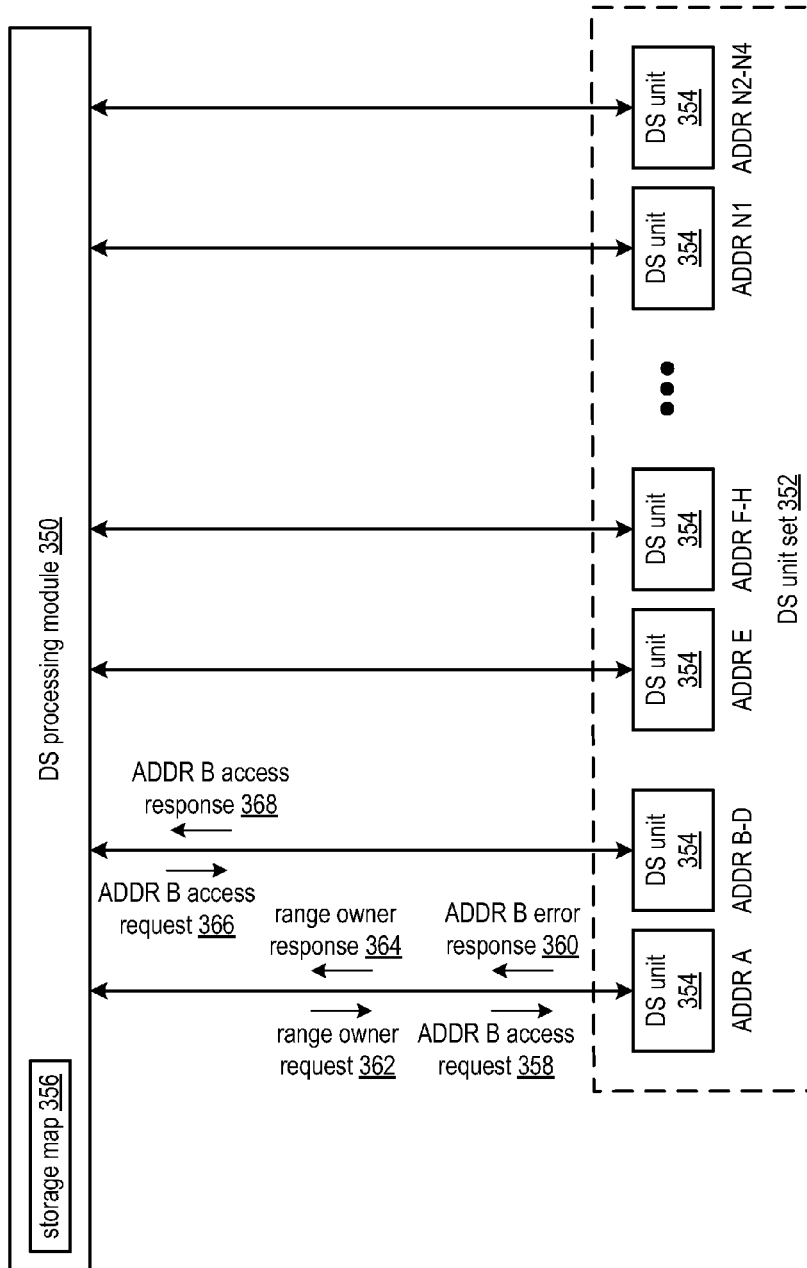 DS processing module 350
storage map 356
ADDR B access
response 368
ADDR B access
request 366
range owner
response 364
ADDR B error
response 360
range owner
request 362
ADDR B access
request 358
DS unit
354
ADDR A
DS unit
354
ADDR B-D
DS unit
354
ADDR E
DS unit
354
ADDR F-H
DS unit
354
ADDR N1
DS unit
354
ADDR N2-N4
DS unit set 352